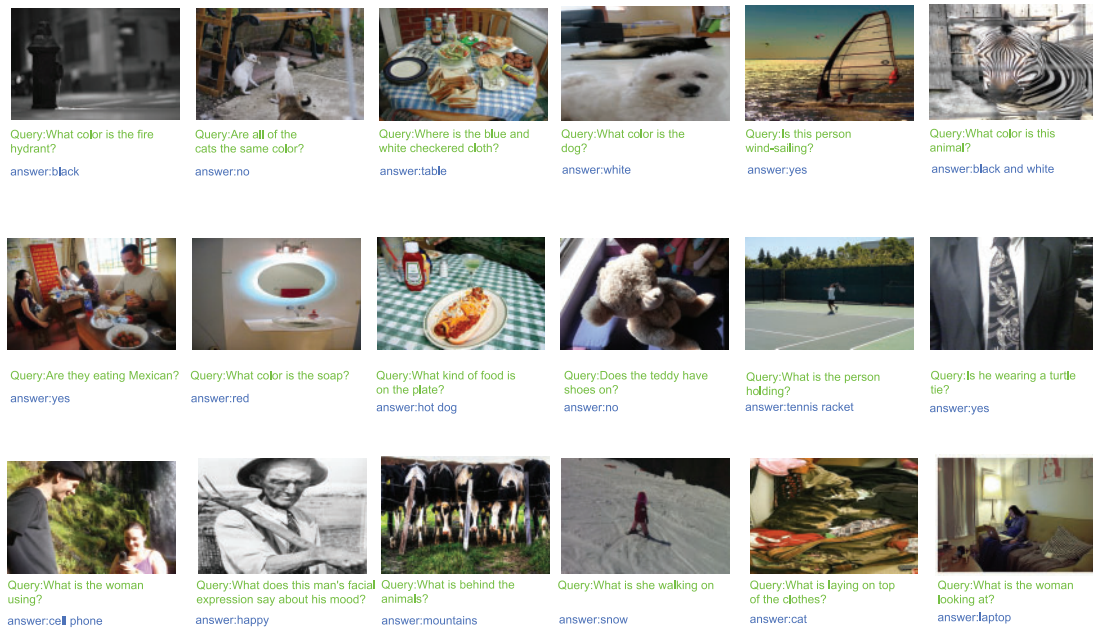 Query:What color is the fire
hydrant?
answer:black
Query:Are all of the
cats the same color?
answer:no
Query:Where is the blue and
white checkered cloth?
answer:table
Query:What color is the
dog?
answer:white
Query:Is this person
wind-sailing?
answer:yes
Query:What color is this
animal?
answer:black and white
Query:Are they eating Mexican?
answer:yes
Query:What color is the soap?
answer:red
Query:What kind of food is
on the plate?
answer:hot dog
Query:Does the teddy have
shoes on?
answer:no
Query:What is the person
holding?
answer:tennis racket
Query:Is he wearing a turtle
tie?
answer:yes
Query:What is the woman
using?
answer:cell phone
Query:What does this man's facial
expression say about his mood?
answer:happy
Query:What is behind the
animals?
answer:mountains
Query:What is she walking on
answer:snow
Query:What is laying on top
of the clothes?
answer:cat
Query:What is the woman
looking at?
answer:laptop